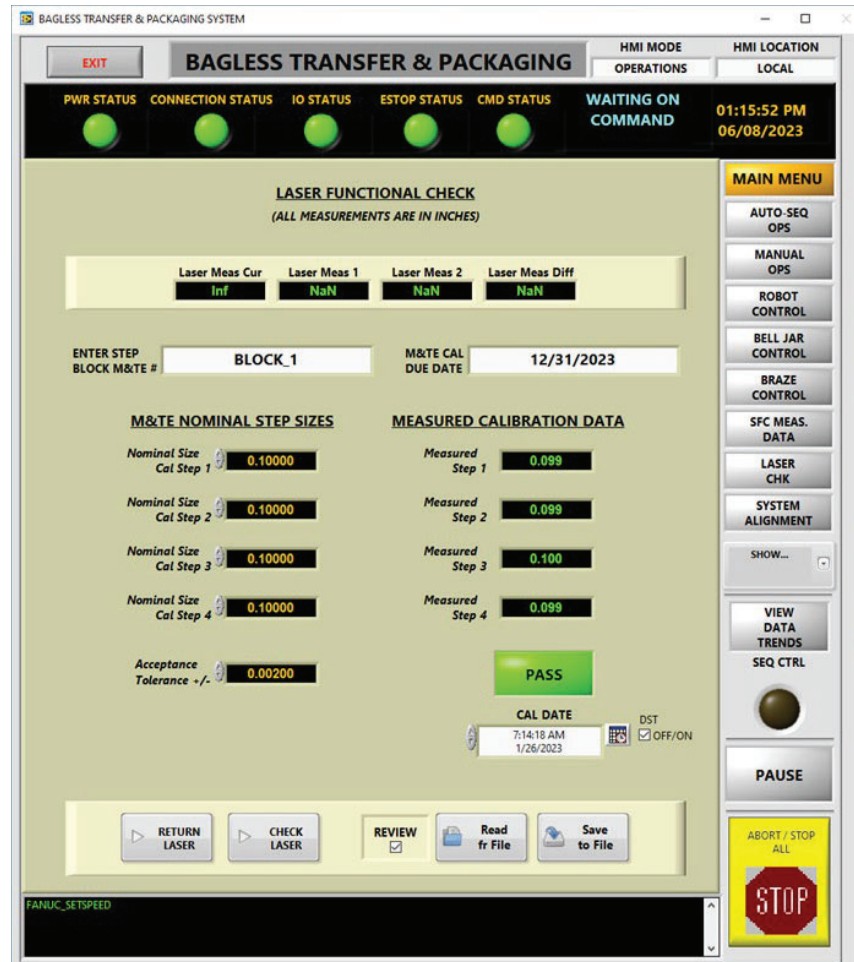 BAGLESS TRANSFER & PACKAGING SYSTEM
EXIT
BAGLESS TRANSFER & PACKAGING
HMI MODE
OPERATIONS
HMI LOCATION
LOCAL
PWR STATUS
CONNECTION STATUS
IO STATUS
ESTOP STATUS
CMD STATUS
WAITING ON
COMMAND
01:15:52 PM
06/08/2023
LASER FUNCTIONAL CHECK
(ALL MEASUREMENTS ARE IN INCHES)
Laser Meas Cur
Inf
Laser Meas 1
NaN
Laser Meas 2
NaN
Laser Meas Diff
NaN
ENTER STEP
BLOCK M&TE #
BLOCK_1
M&TE CAL
DUE DATE
12/31/2023
M&TE NOMINAL STEP SIZES
Nominal Size
Cal Step 1
0.10000
Nominal Size
Cal Step 2
0.10000
Nominal Size
Cal Step 3
0.10000
Nominal Size
Cal Step 4
0.10000
Acceptance
Tolerance +/-
0.00200
MEASURED CALIBRATION DATA
Measured
Step 1
0.099
Measured
Step 2
0.099
Measured
Step 3
0.100
Measured
Step 4
0.099
PASS
CAL DATE
7:14:18 AM
1/26/2023
DST
OFF/ON
RETURN
LASER
CHECK
LASER
REVIEW
Read
fr File
Save
to File
MAIN MENU
AUTO-SEQ
OPS
MANUAL
OPS
ROBOT
CONTROL
BELL JAR
CONTROL
BRAZE
CONTROL
SFC MEAS.
DATA
LASER
CHK
SYSTEM
ALIGNMENT
SHOW...
VIEW
DATA
TRENDS
SEQ CTRL
PAUSE
ABORT / STOP
ALL
STOP
FANUC_SETSPEED